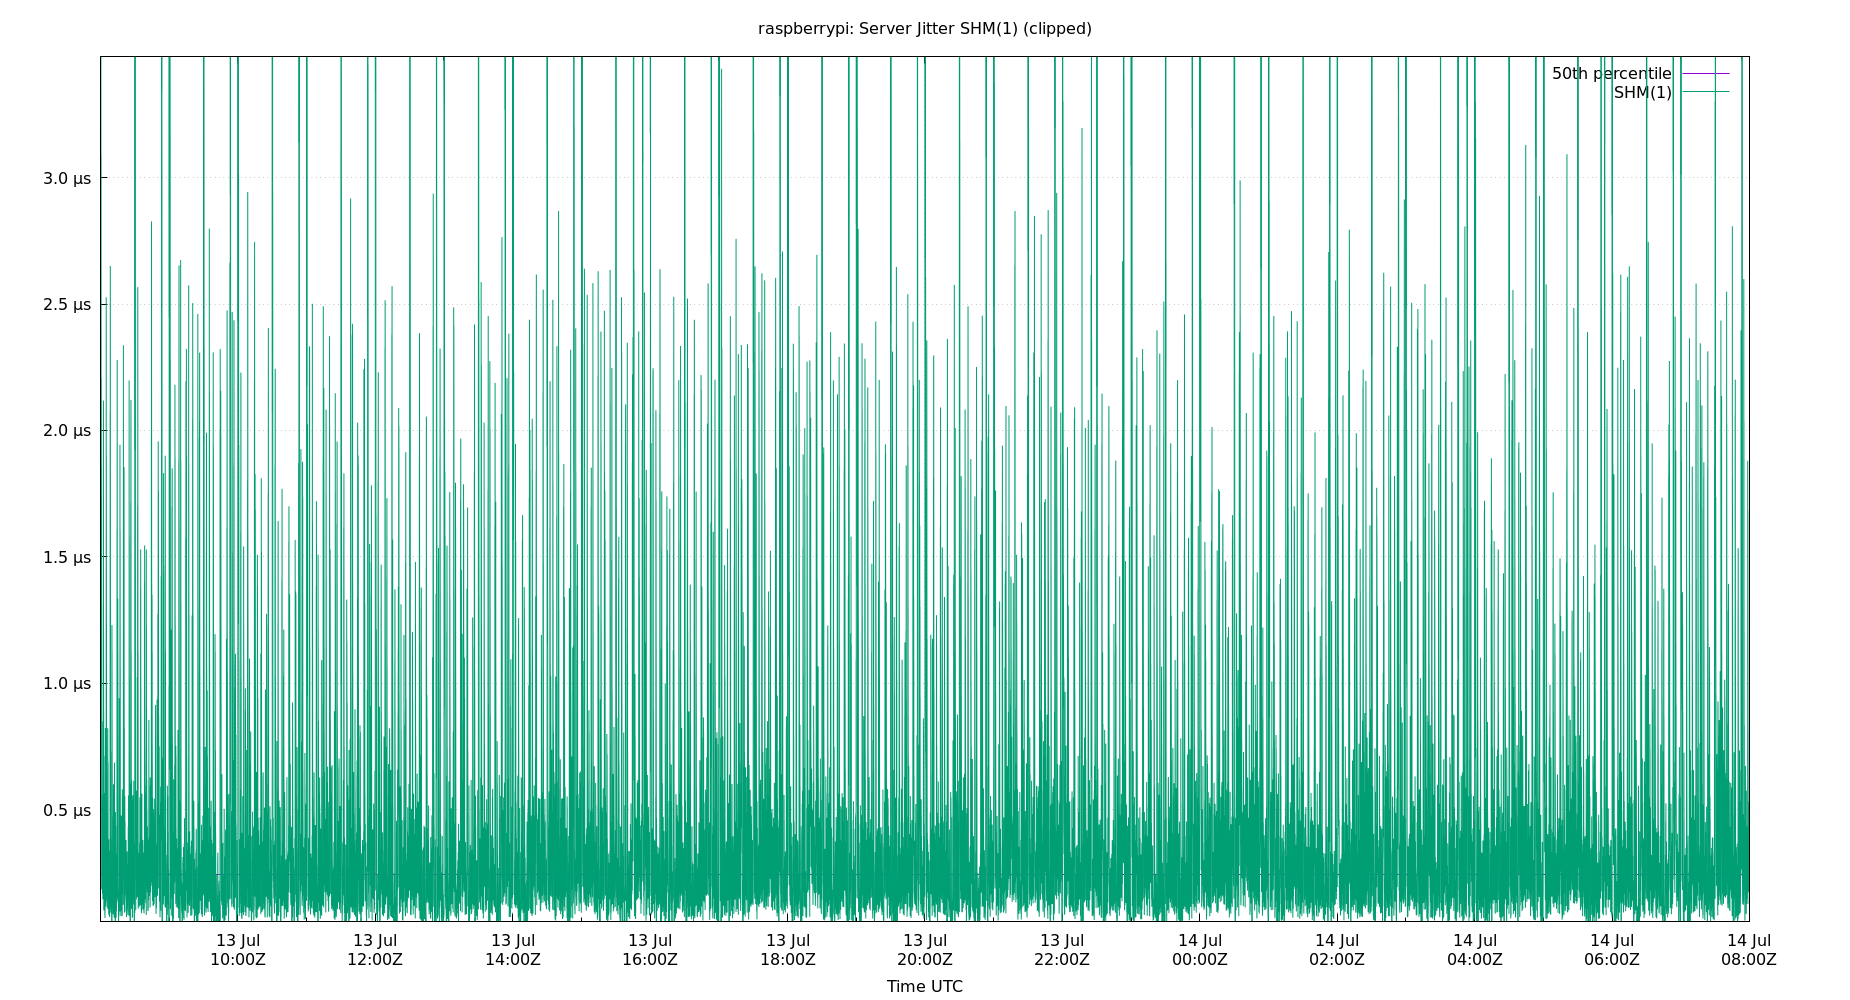 raspberrypi: Server Jitter SHM(1) (clipped)
50th percentile
SHM(1)
3.0 µs
2.5 µs
2.0 µs
1.5 µs
1.0 µs
0.5 µs
13 Jul 13 Jul 13 Jul 13 Jul 13 Jul 13 Jul 13 Jul 14 Jul 14 Jul 14 Jul 14 Jul 14 Jul
10:00Z 12:00Z 14:00Z 16:00Z 18:00Z 20:00Z 22:00Z 00:00Z 02:00Z 04:00Z 06:00Z 08:00Z
Time UTC